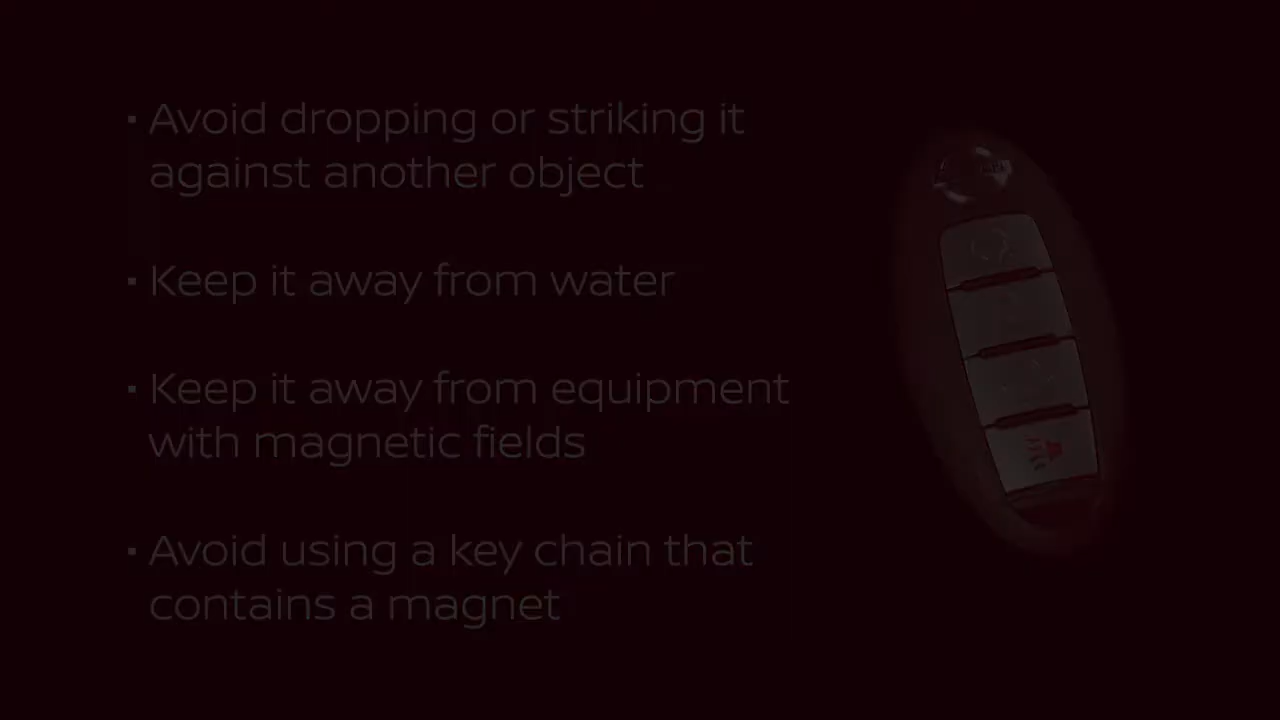 ▪ Avoid dropping or striking it
against another object
▪ Keep it away from water
▪ Keep it away from equipment
with magnetic fields
▪ Avoid using a key chain that
contains a magnet